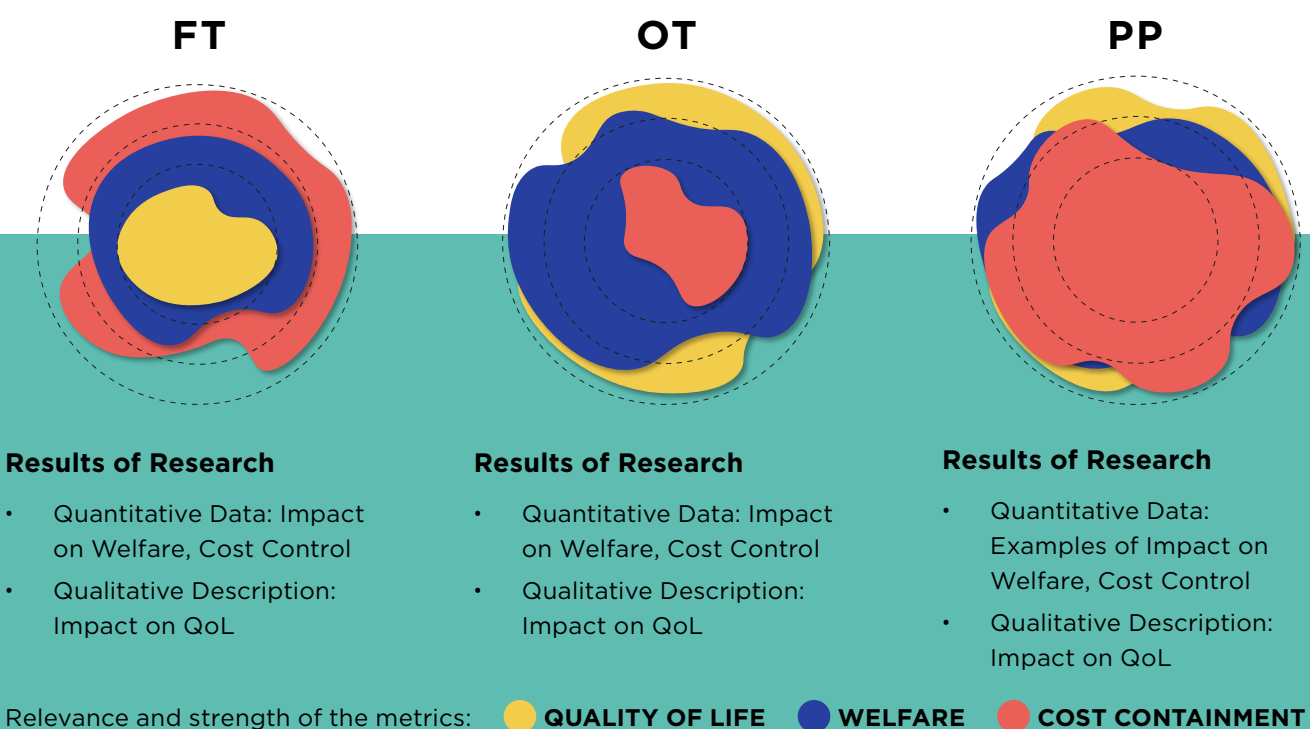 FT
OT
PP
Results of Research
• Quantitative Data: Impact
on Welfare, Cost Control
• Qualitative Description:
Impact on QoL
Results of Research
• Quantitative Data: Impact
on Welfare, Cost Control
• Qualitative Description:
Impact on QoL
Results of Research
• Quantitative Data:
Examples of Impact on
Welfare, Cost Control
• Qualitative Description:
Impact on QoL
Relevance and strength of the metrics: QUALITY OF LIFE WELFARE COST CONTAINMENT